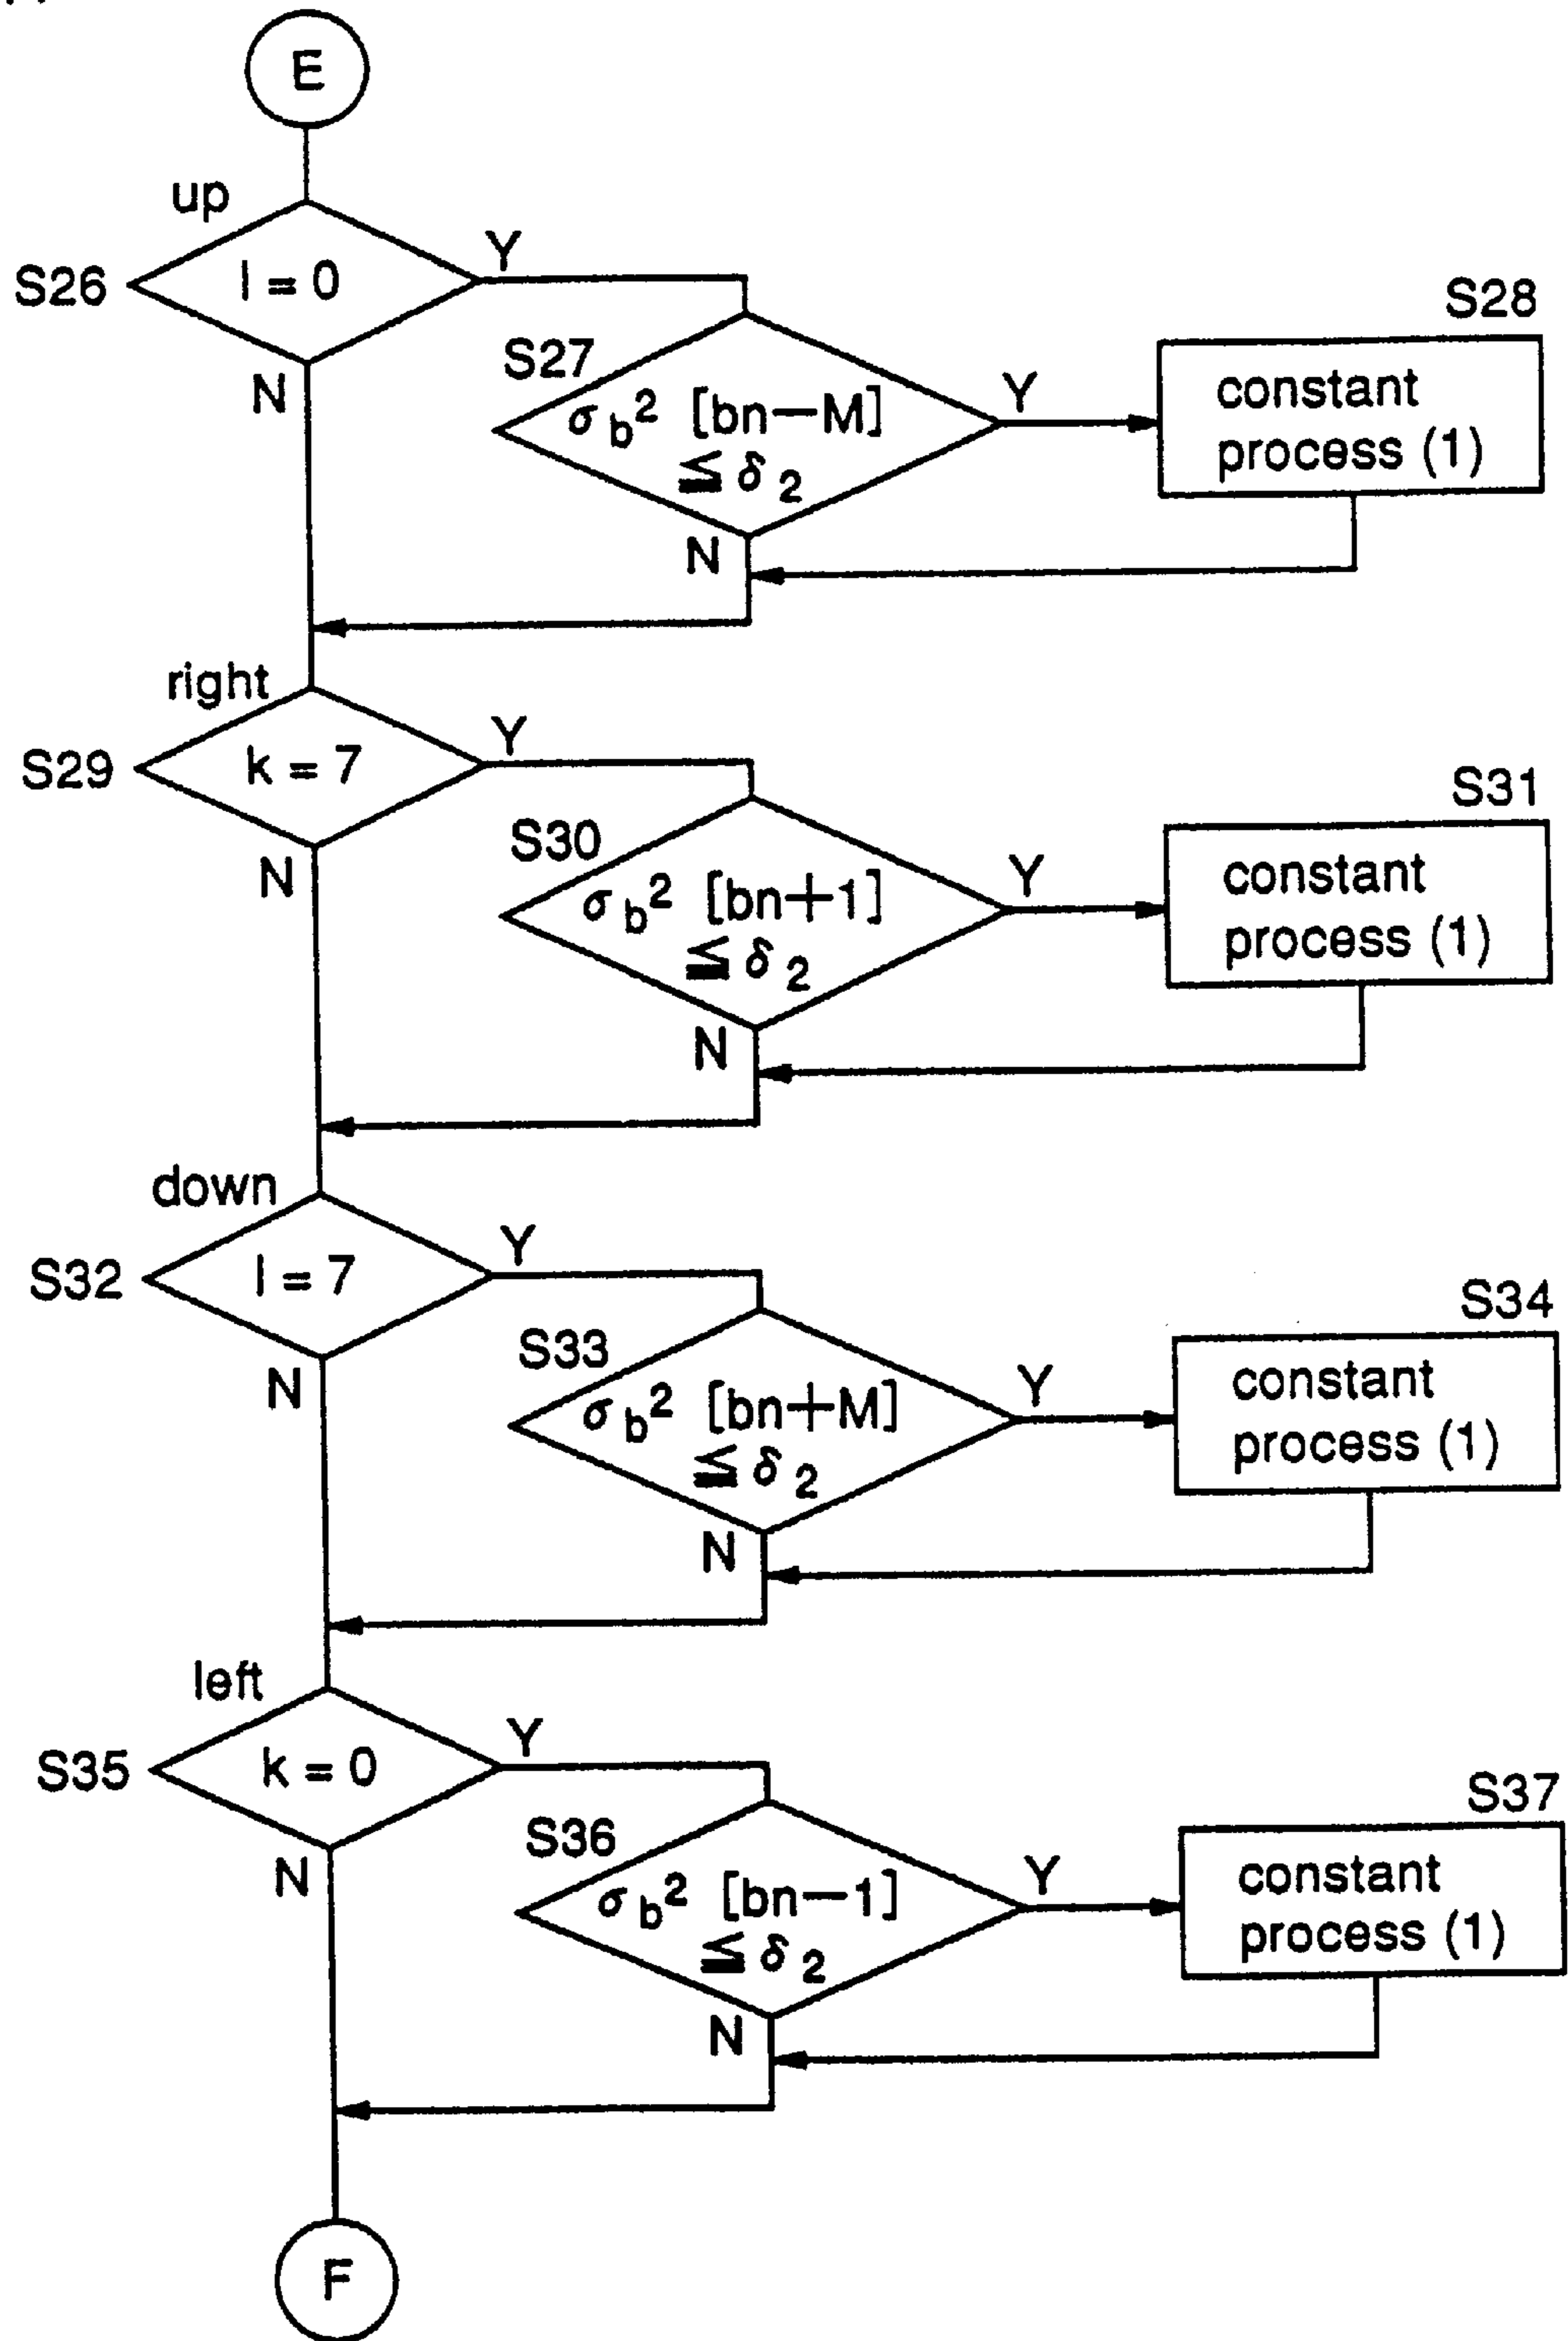 E
up
S26
l = 0
Y
N
S27
σb² [bn−M]
≦ δ2
Y
N
S28
constant
process (1)
right
S29
k = 7
Y
N
S30
σb² [bn+1]
≦ δ2
Y
N
S31
constant
process (1)
down
S32
l = 7
Y
N
S33
σb² [bn+M]
≦ δ2
Y
N
S34
constant
process (1)
left
S35
k = 0
Y
N
S36
σb² [bn−1]
≦ δ2
Y
N
S37
constant
process (1)
F